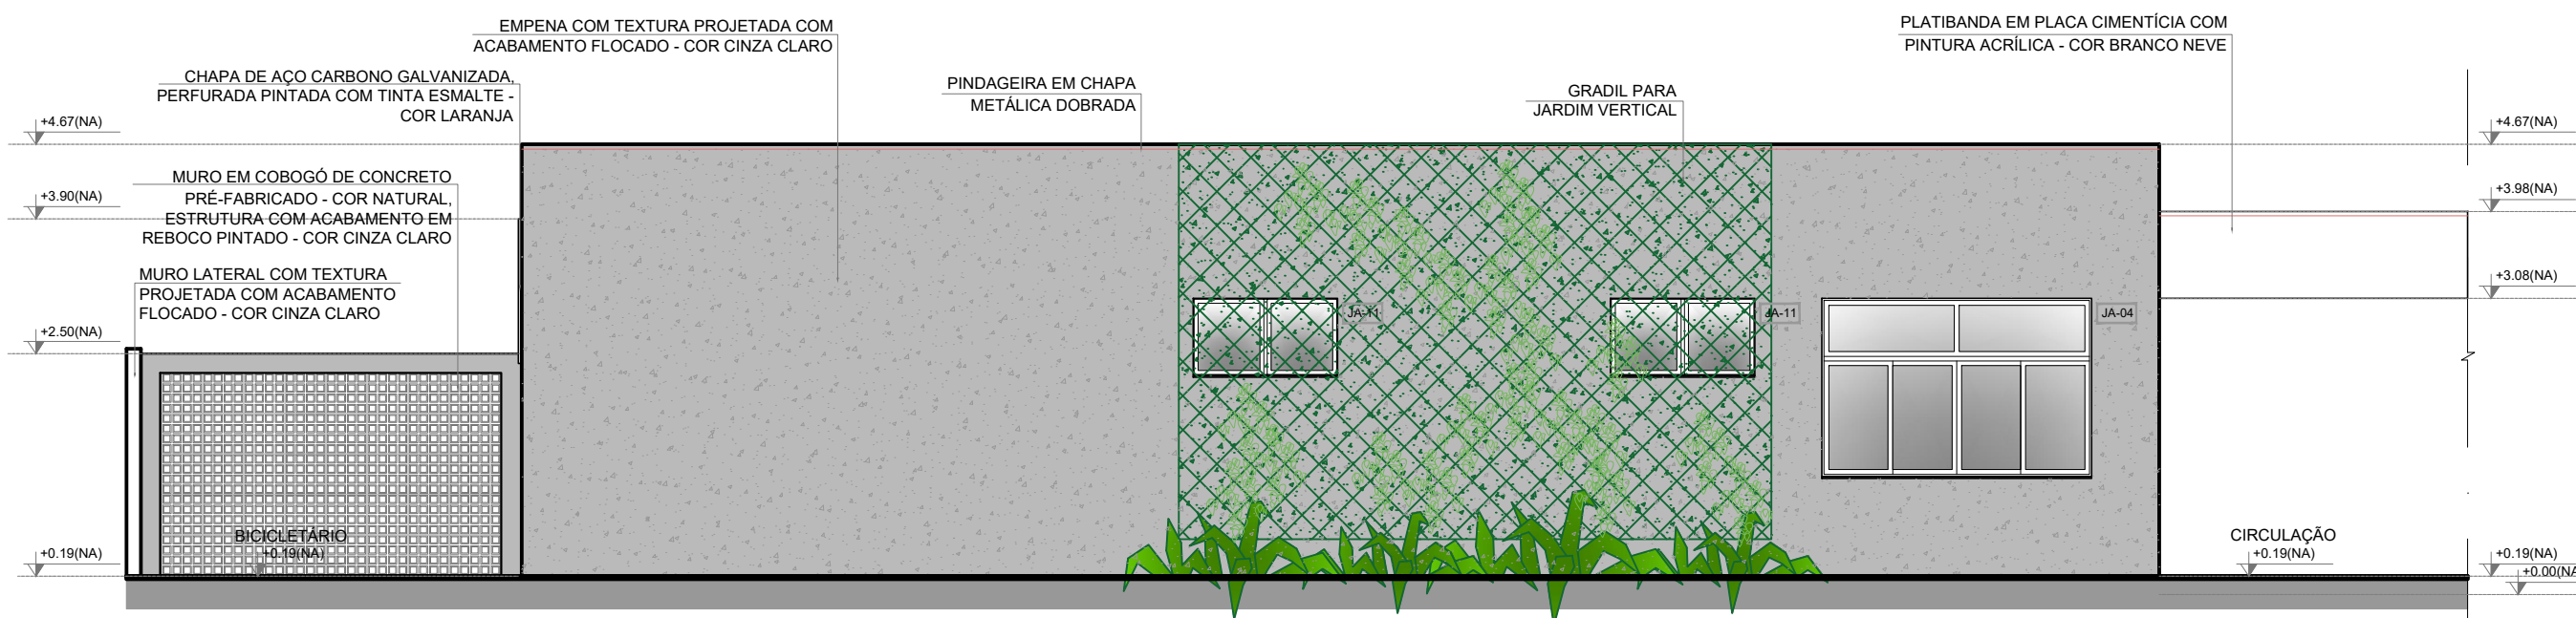 EMPENA COM TEXTURA PROJETADA COM
ACABAMENTO FLOCADO - COR CINZA CLARO
PLATIBANDA EM PLACA CIMENTÍCIA COM
PINTURA ACRÍLICA - COR BRANCO NEVE
CHAPA DE AÇO CARBONO GALVANIZADA,
PERFURADA PINTADA COM TINTA ESMALTE -
COR LARANJA
PINDAGEIRA EM CHAPA
METÁLICA DOBRADA
GRADIL PARA
JARDIM VERTICAL
+4.67(NA)
+4.67(NA)
MURO EM COBOGÓ DE CONCRETO
PRÉ-FABRICADO - COR NATURAL,
ESTRUTURA COM ACABAMENTO EM
REBOCO PINTADO - COR CINZA CLARO
+3.90(NA)
+3.98(NA)
MURO LATERAL COM TEXTURA
PROJETADA COM ACABAMENTO
FLOCADO - COR CINZA CLARO
+3.08(NA)
JA-11
JA-11
JA-04
+2.50(NA)
BICICLETÁRIO
+0.19(NA)
+0.19(NA)
CIRCULAÇÃO
+0.19(NA)
+0.19(NA)
+0.00(NA